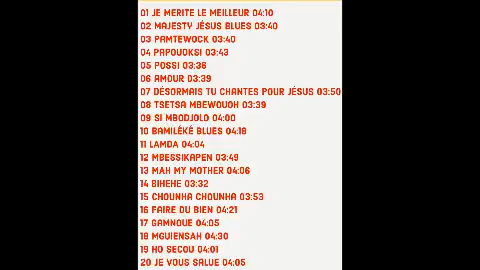 01 JE MERITE LE MEILLEUR 04:10
02 MAJESTY JÉSUS BLUES 03:40
03 PAMTEWOCK 03:40
04 PAPOUOKSI 03:43
05 POSSI 03:36
06 AMOUR 03:39
07 DÉSORMAIS TU CHANTES POUR JÉSUS 03:50
08 TSETSA MBEWOUOH 03:39
09 SI MBODJOLO 04:00
10 BAMILÉKÉ BLUES 04:18
11 LAMDA 04:04
12 MBESSIKAPEN 03:49
13 MAH MY MOTHER 04:06
14 BIHEHE 03:32
15 CHOUNHA CHOUNHA 03:53
16 FAIRE DU BIEN 04:21
17 GAMNOUE 04:05
18 MGUIENSAH 04:30
19 HO SECOU 04:01
20 JE VOUS SALUE 04:05